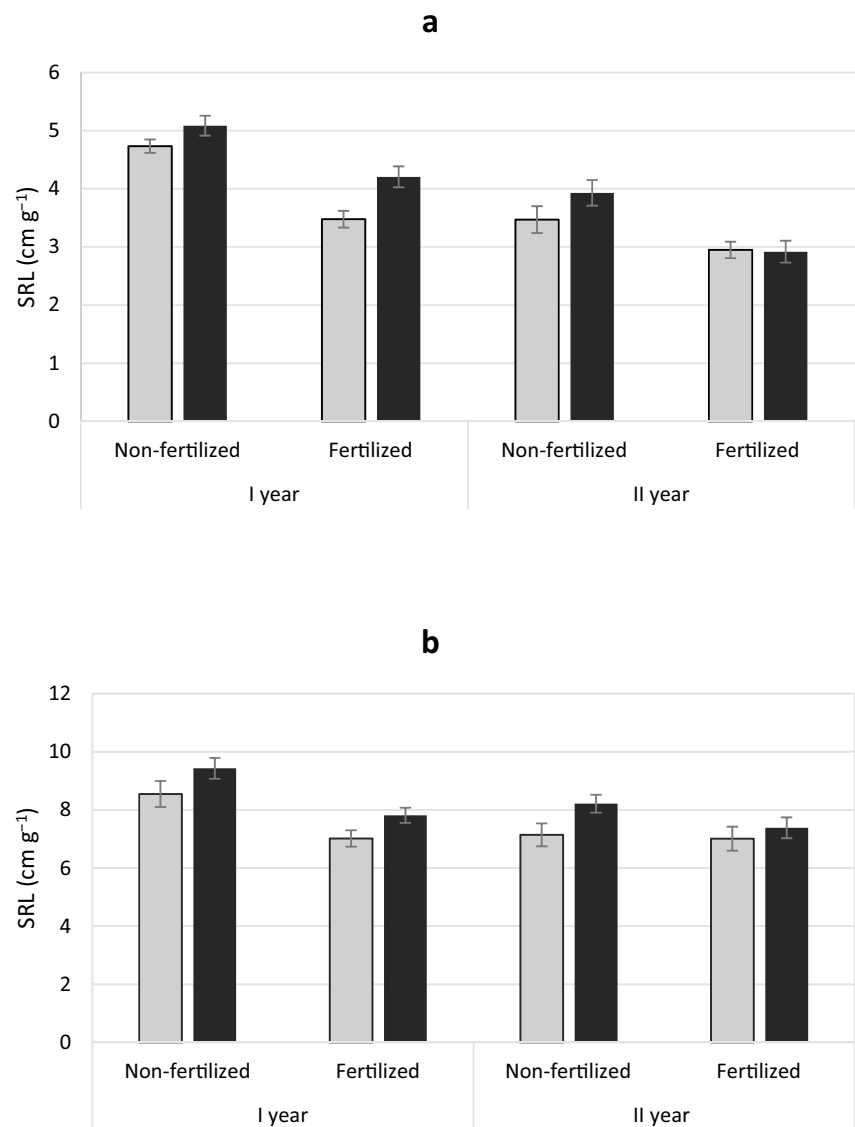 a
6
5
4
3
2
1
0
SRL (cm g⁻¹)
Non-fertilized Fertilized Non-fertilized Fertilized
I year II year
b
12
10
8
6
4
2
0
SRL (cm g⁻¹)
Non-fertilized Fertilized Non-fertilized Fertilized
I year II year